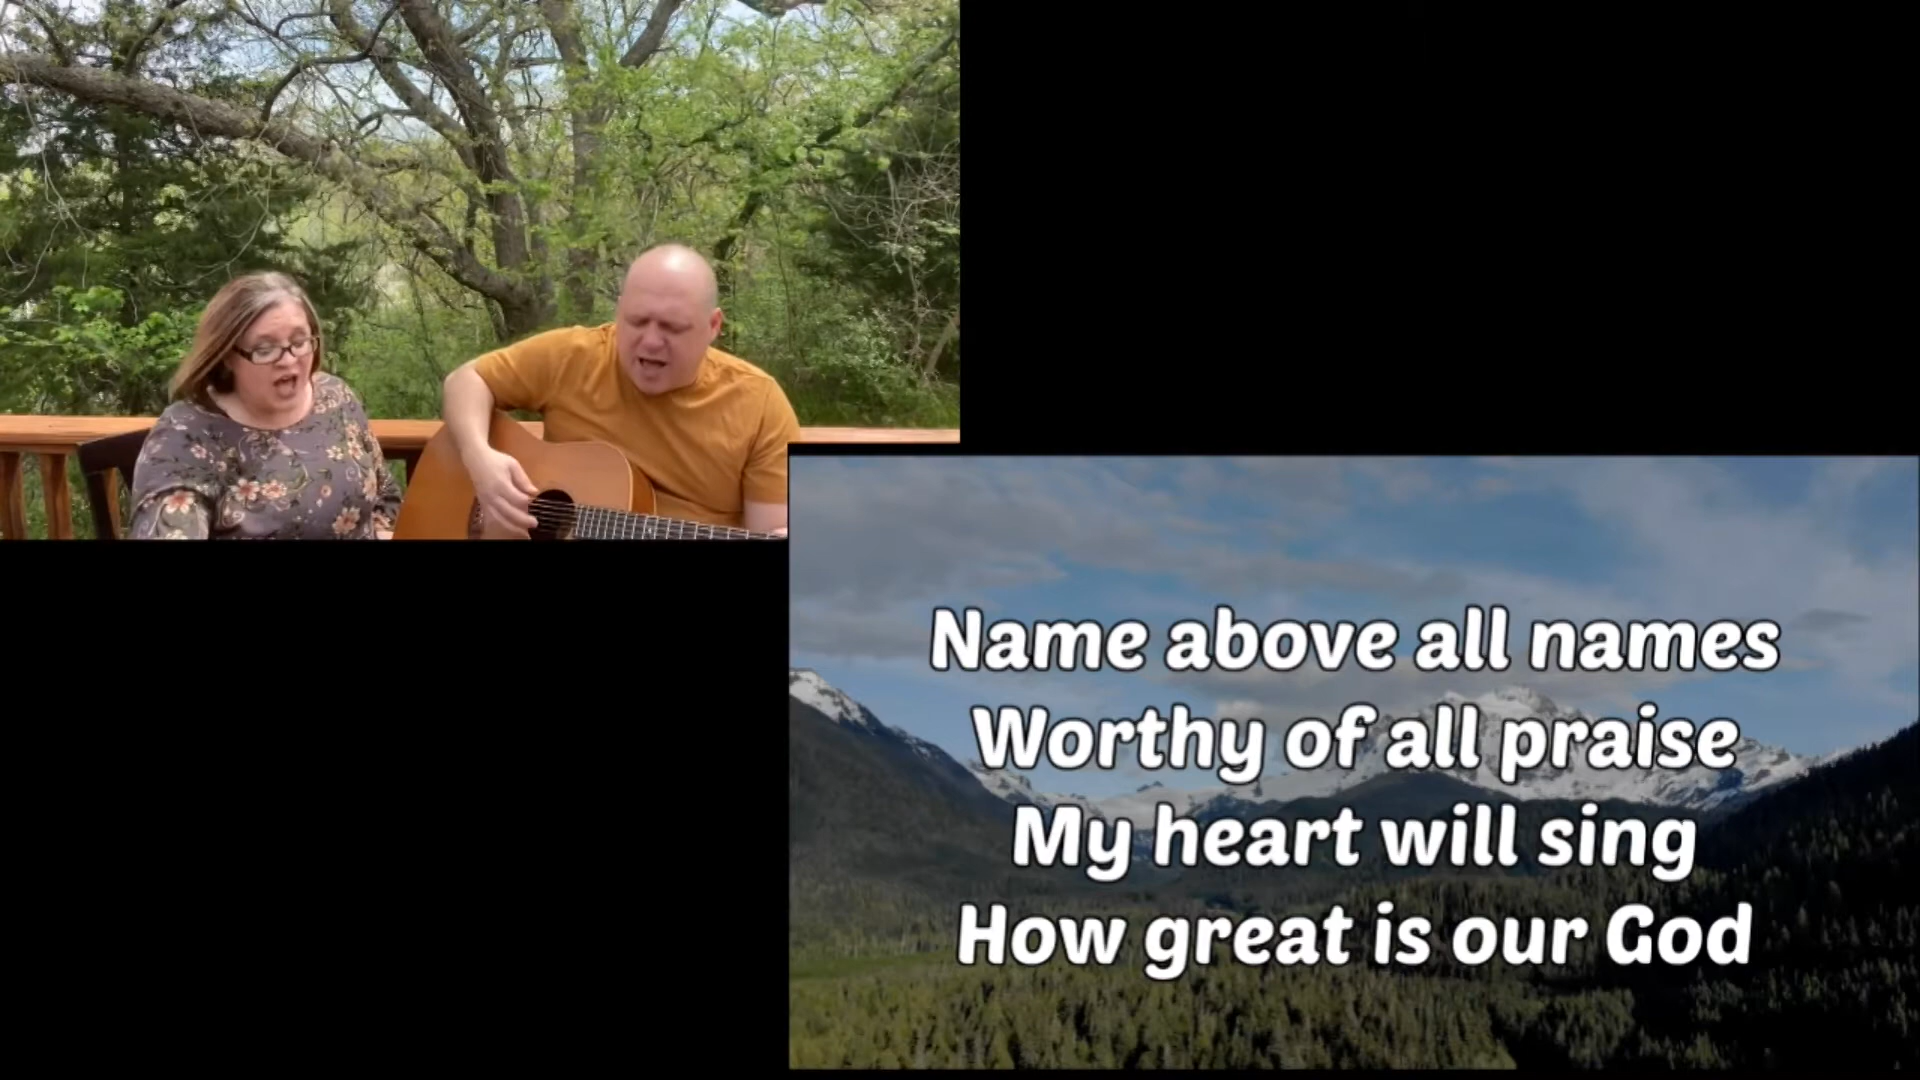 Name above all names
Worthy of all praise
My heart will sing
How great is our God